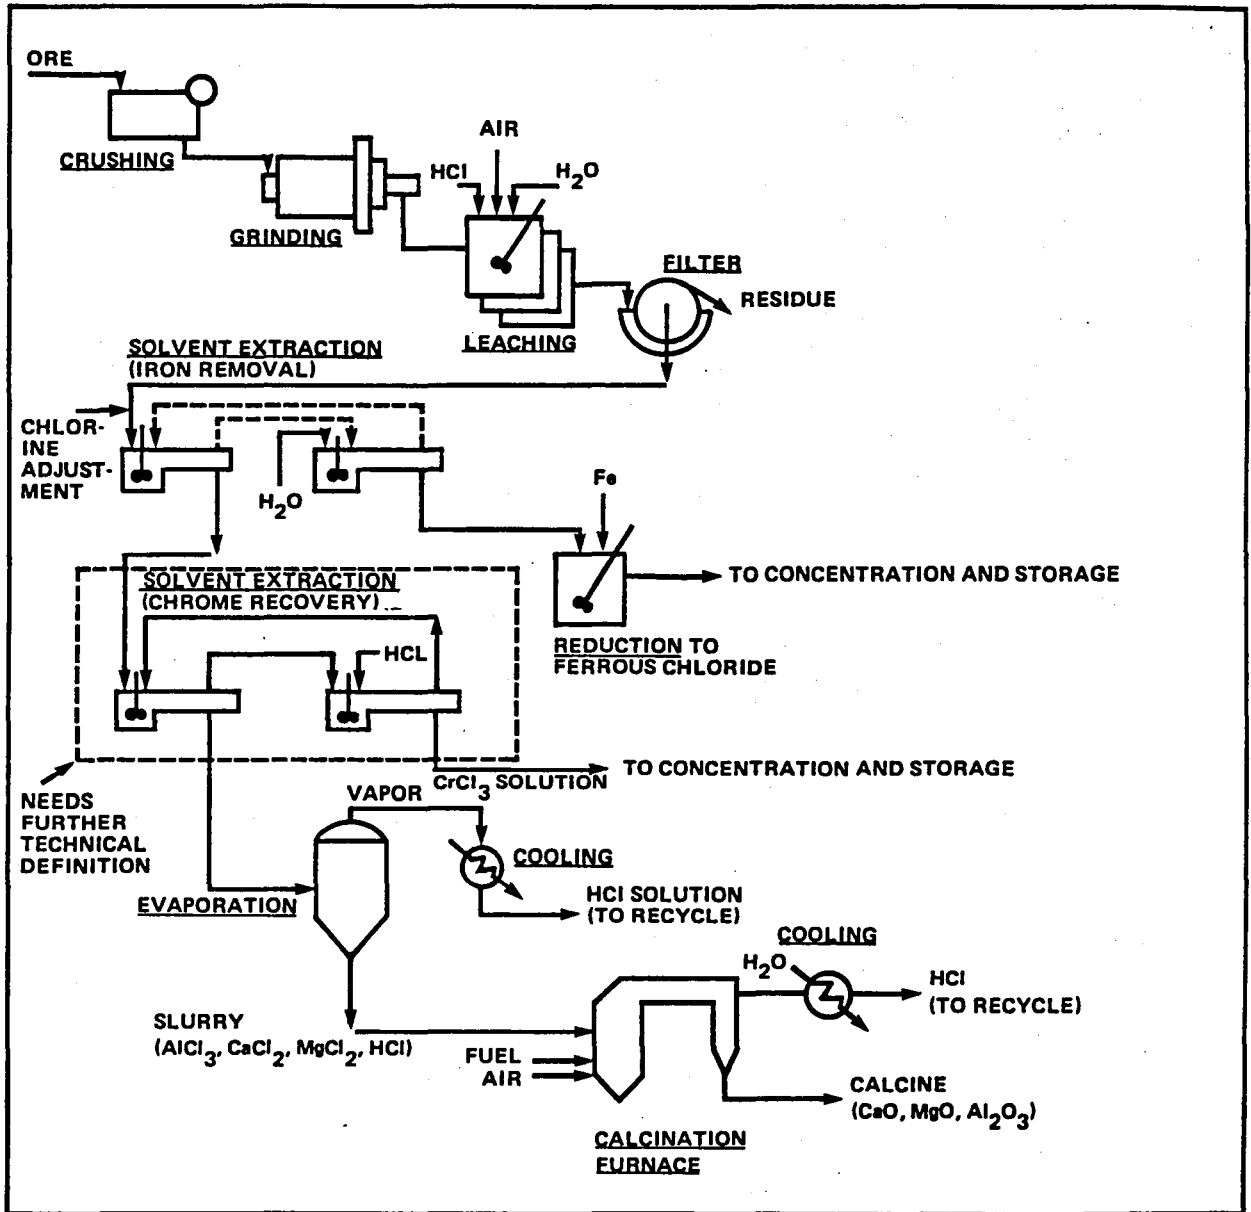 ORE
CRUSHING
GRINDING
AIR
HCl
H2O
LEACHING
FILTER
RESIDUE
SOLVENT EXTRACTION
(IRON REMOVAL)
CHLOR-
INE
ADJUST-
MENT
H2O
Fe
TO CONCENTRATION AND STORAGE
REDUCTION TO
FERROUS CHLORIDE
SOLVENT EXTRACTION
(CHROME RECOVERY)
HCL
NEEDS
FURTHER
TECHNICAL
DEFINITION
CrCl3 SOLUTION
TO CONCENTRATION AND STORAGE
VAPOR
COOLING
EVAPORATION
HCl SOLUTION
(TO RECYCLE)
COOLING
H2O
HCl
(TO RECYCLE)
SLURRY
(AlCl3, CaCl2, MgCl2, HCl)
FUEL
AIR
CALCINE
(CaO, MgO, Al2O3)
CALCINATION
FURNACE